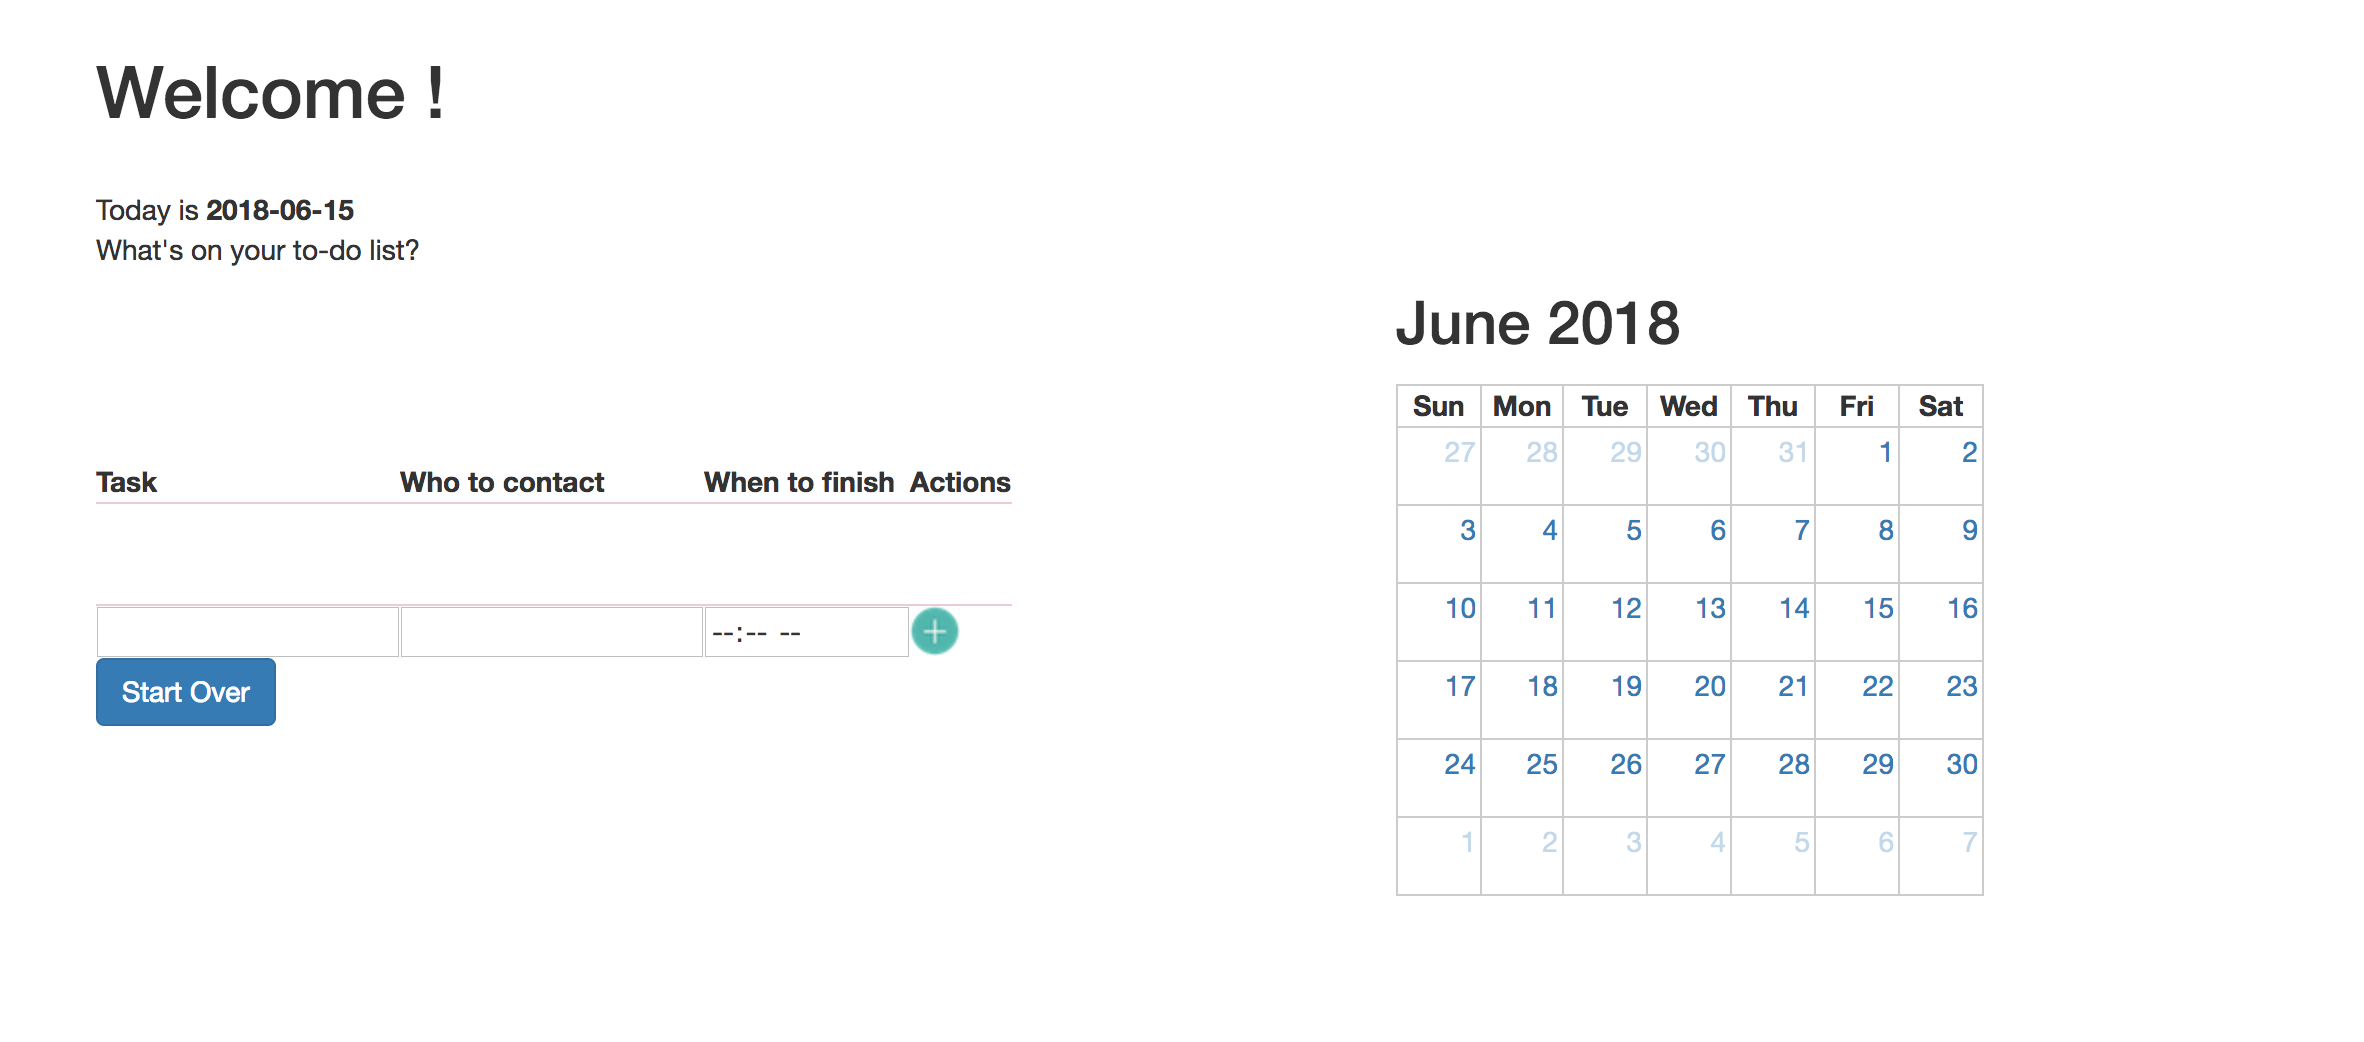 Welcome !
Today is 2018-06-15
What's on your to-do list?
Task Who to contact When to finish Actions
--:-- --
Start Over
June 2018
Sun Mon Tue Wed Thu Fri Sat
27 28 29 30 31 1 2
3 4 5 6 7 8 9
10 11 12 13 14 15 16
17 18 19 20 21 22 23
24 25 26 27 28 29 30
1 2 3 4 5 6 7